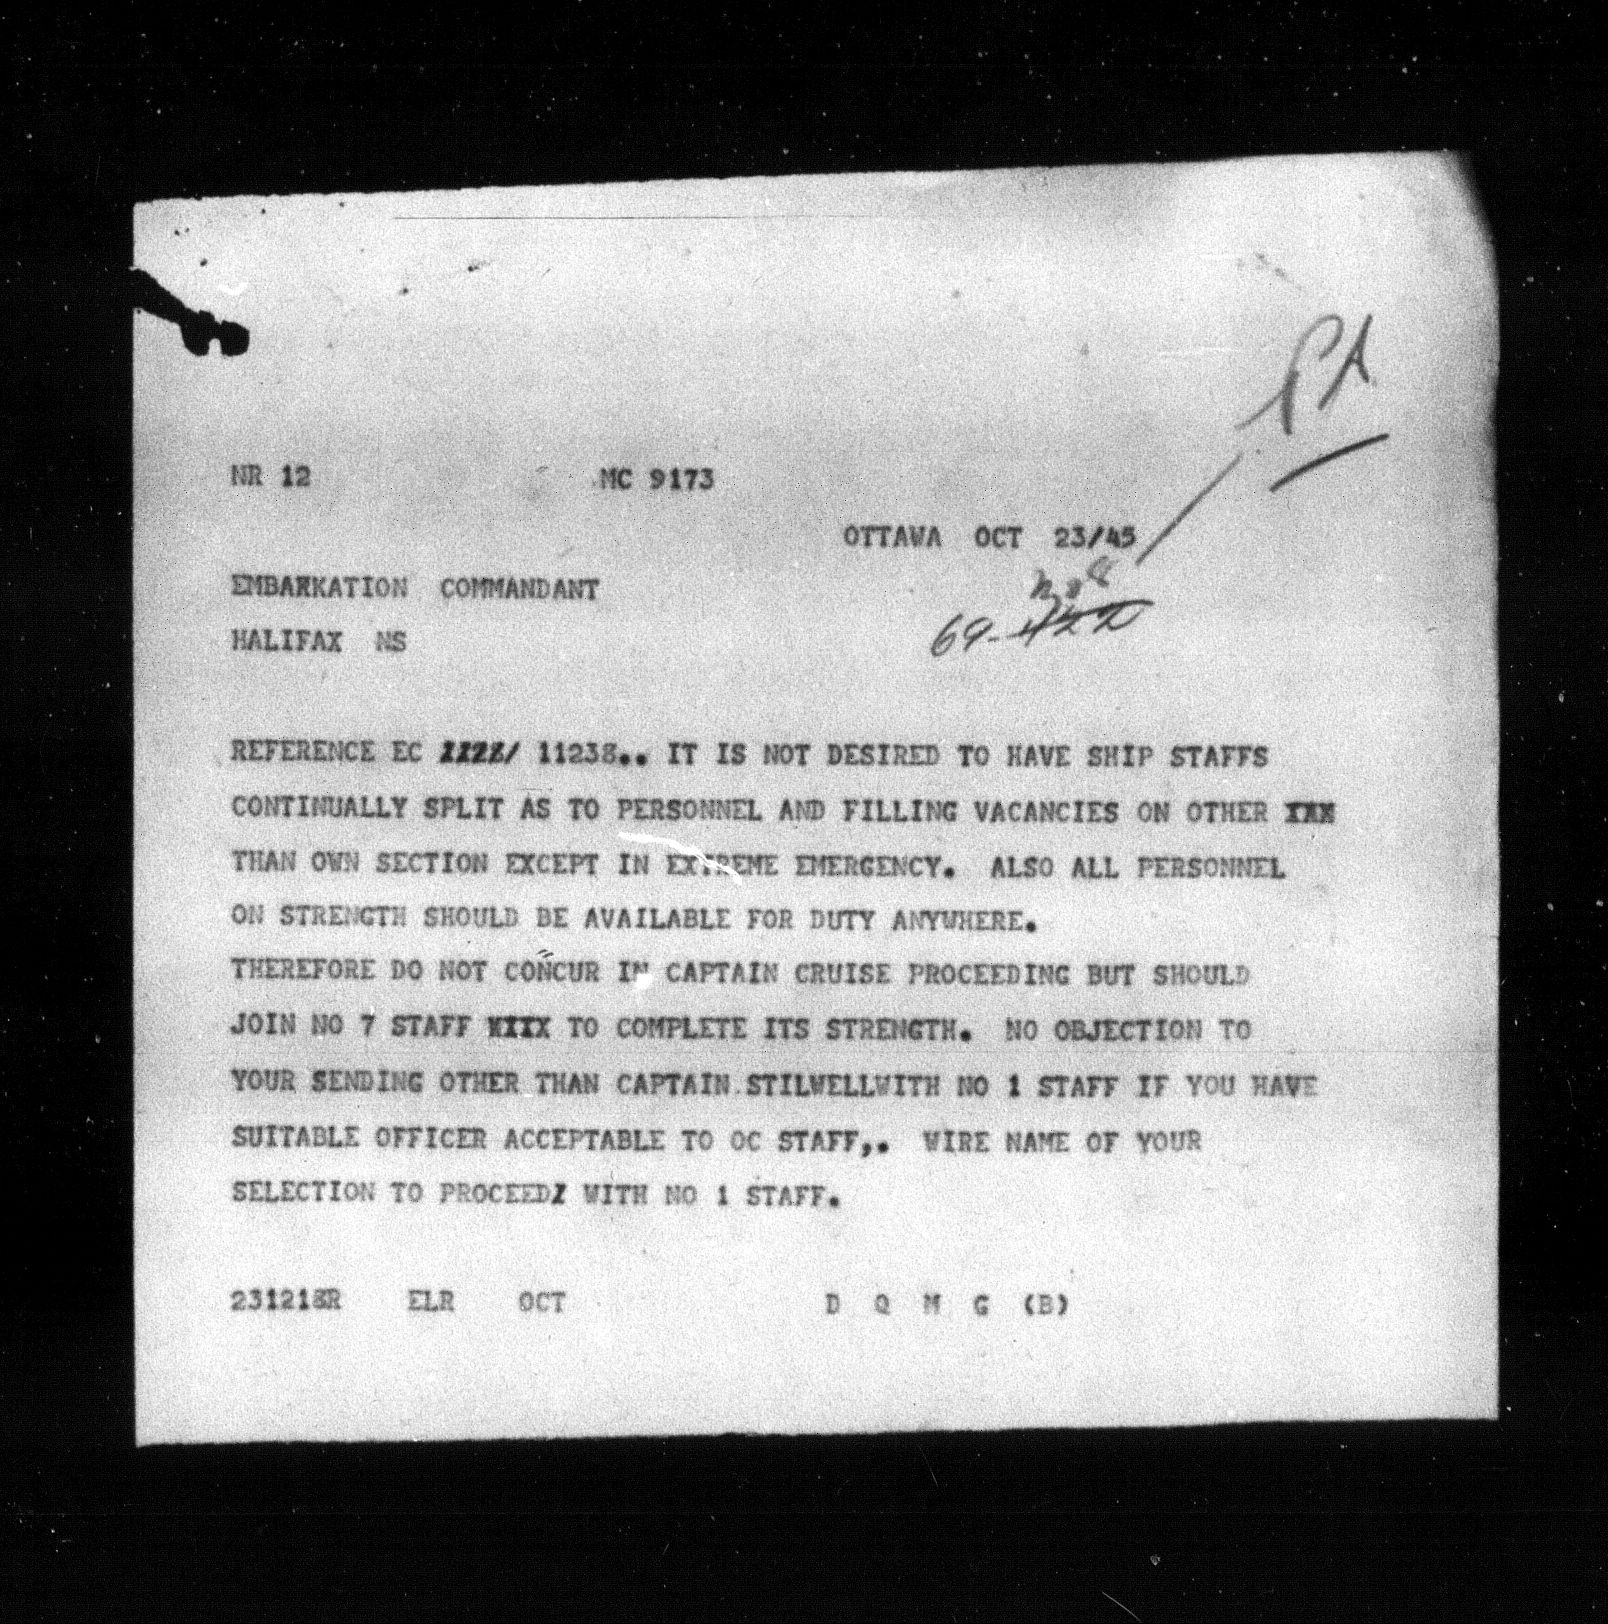 PA
NR 12 MC 9173
OTTAWA OCT 23/45
EMBARKATION COMMANDANT
HALIFAX NS
69-422
REFERENCE EC 11238.. IT IS NOT DESIRED TO HAVE SHIP STAFFS
CONTINUALLY SPLIT AS TO PERSONNEL AND FILLING VACANCIES ON OTHER XXX
THAN OWN SECTION EXCEPT IN EXTREME EMERGENCY. ALSO ALL PERSONNEL
ON STRENGTH SHOULD BE AVAILABLE FOR DUTY ANYWHERE.
THEREFORE DO NOT CONCUR IN CAPTAIN CRUISE PROCEEDING BUT SHOULD
JOIN NO 7 STAFF XXXX TO COMPLETE ITS STRENGTH. NO OBJECTION TO
YOUR SENDING OTHER THAN CAPTAIN STILWELLWITH NO 1 STAFF IF YOU HAVE
SUITABLE OFFICER ACCEPTABLE TO OC STAFF,. WIRE NAME OF YOUR
SELECTION TO PROCEED/ WITH NO 1 STAFF.
231218R ELR OCT D Q M G (B)